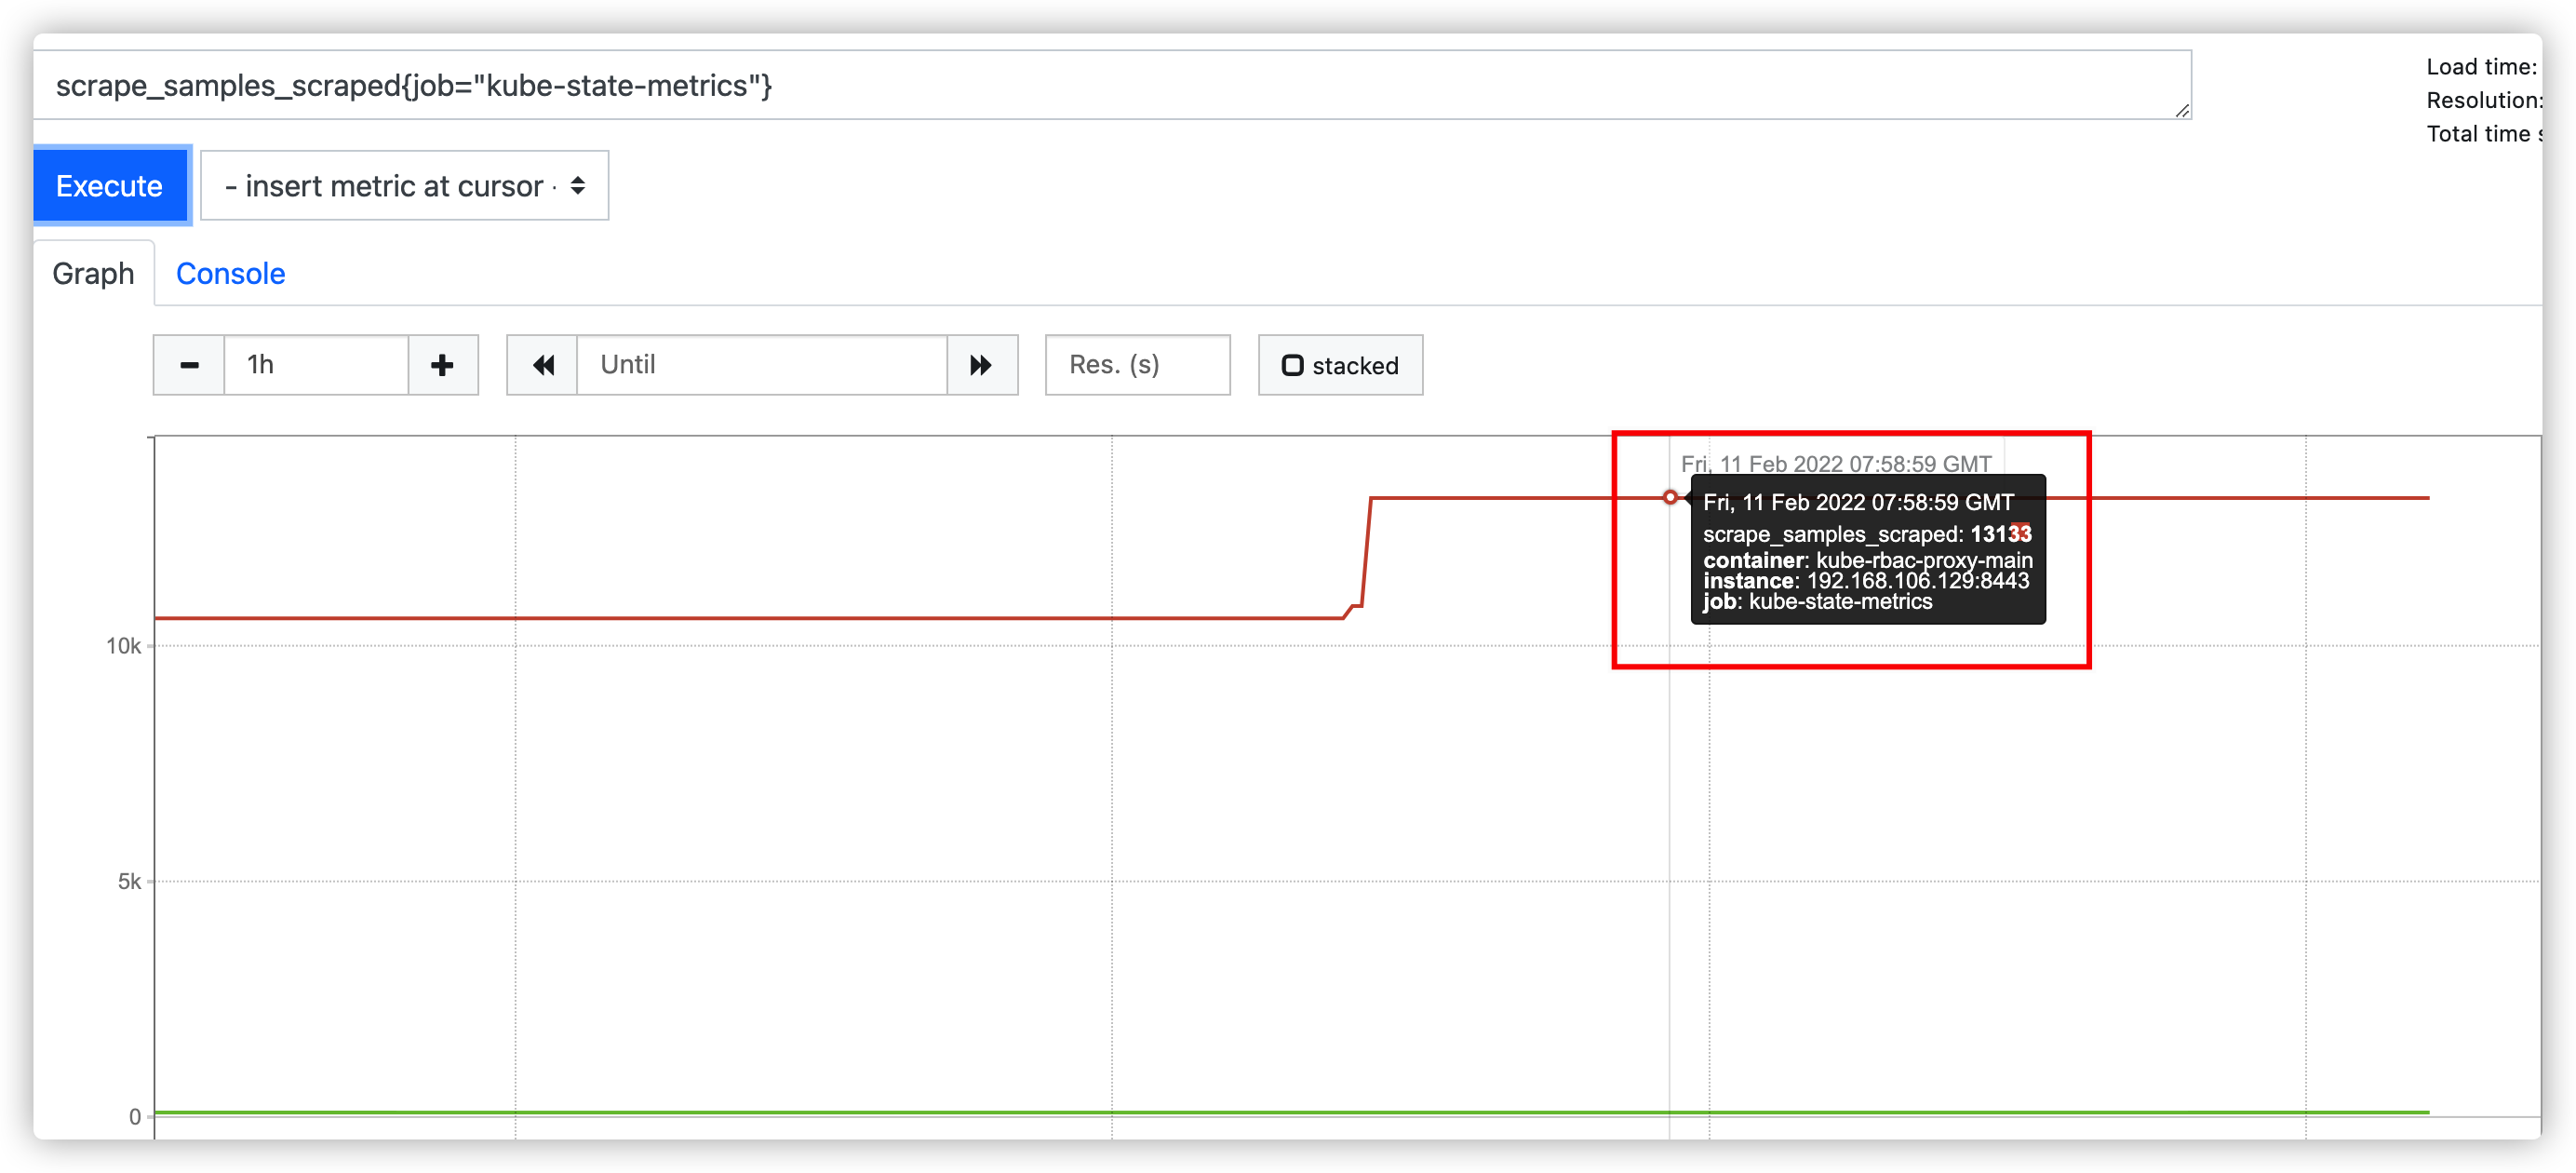 scrape_samples_scraped{job="kube-state-metrics"}
Load time:
Resolution:
Total time
Execute
- insert metric at cursor -
Graph
Console
1h
Until
Res. (s)
stacked
Fri, 11 Feb 2022 07:58:59 GMT
Fri, 11 Feb 2022 07:58:59 GMT
scrape_samples_scraped: 13133
container: kube-rbac-proxy-main
instance: 192.168.106.129:8443
job: kube-state-metrics
10k
5k
0